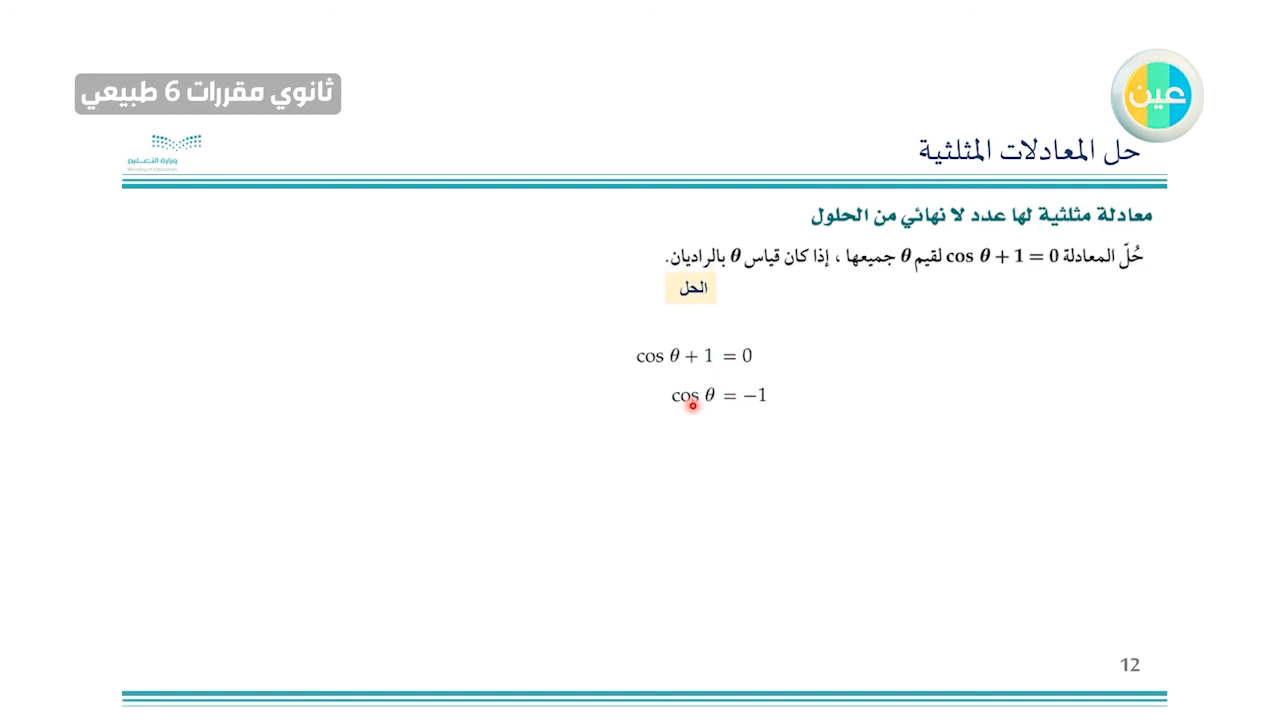 ثانوي مقررات 6 طبيعي
عين
وزارة التعليم
Ministry of Education
حل المعادلات المثلثية
معادلة مثلثية لها عدد لا نهائي من الحلول
حُلّ المعادلة cos θ + 1 = 0 لقيم θ جميعها ، إذا كان قياس θ بالراديان.
الحل
cos θ + 1 = 0
cos θ = −1
12